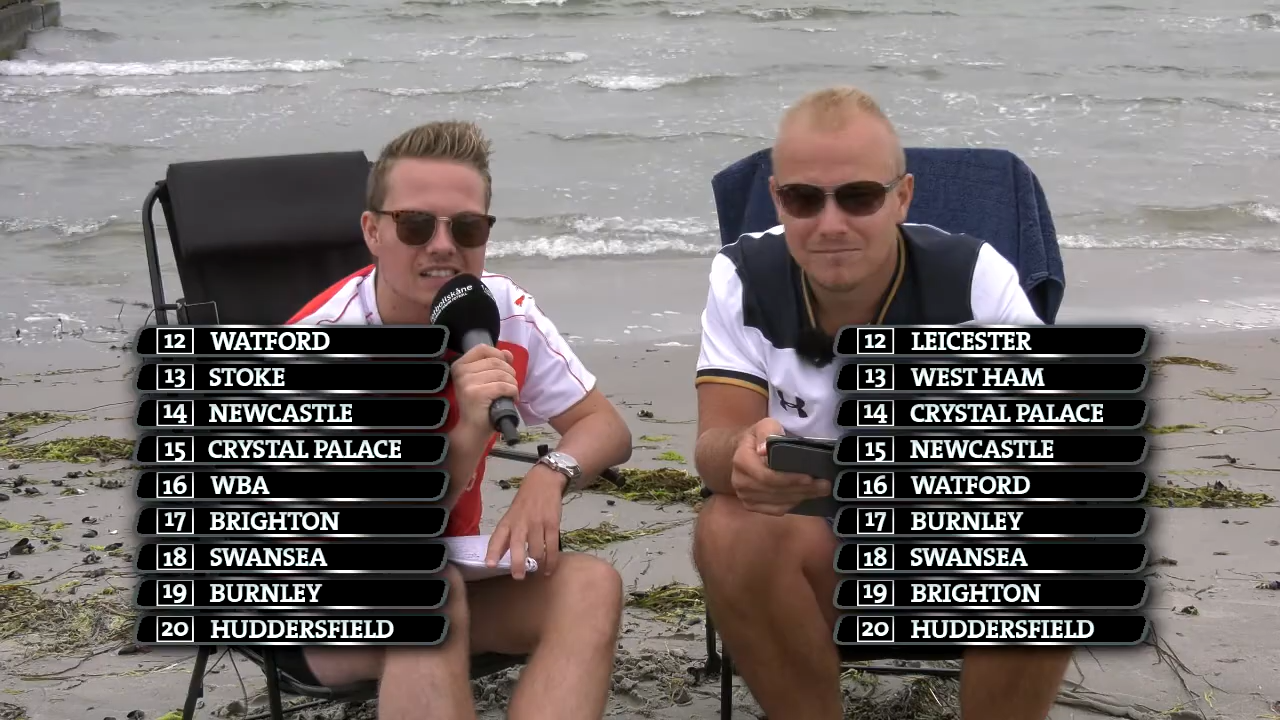 fotbollskåne
12 WATFORD
13 STOKE
14 NEWCASTLE
15 CRYSTAL PALACE
16 WBA
17 BRIGHTON
18 SWANSEA
19 BURNLEY
20 HUDDERSFIELD
12 LEICESTER
13 WEST HAM
14 CRYSTAL PALACE
15 NEWCASTLE
16 WATFORD
17 BURNLEY
18 SWANSEA
19 BRIGHTON
20 HUDDERSFIELD